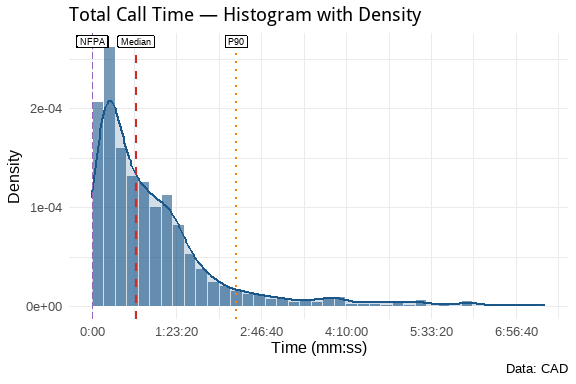 Total Call Time — Histogram with Density
NFPA Median P90
Density
2e-04
1e-04
0e+00
0:00 1:23:20 2:46:40 4:10:00 5:33:20 6:56:40
Time (mm:ss)
Data: CAD